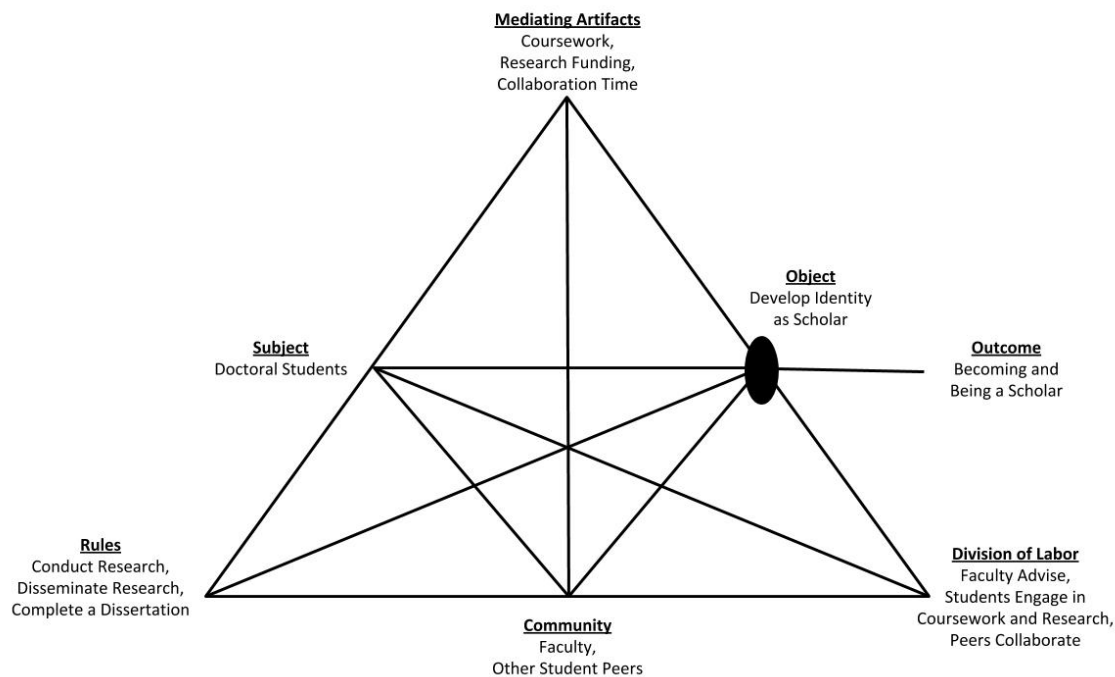 Mediating Artifacts
Coursework,
Research Funding,
Collaboration Time
Object
Develop Identity
as Scholar
Subject
Doctoral Students
Outcome
Becoming and
Being a Scholar
Rules
Conduct Research,
Disseminate Research,
Complete a Dissertation
Community
Faculty,
Other Student Peers
Division of Labor
Faculty Advise,
Students Engage in
Coursework and Research,
Peers Collaborate